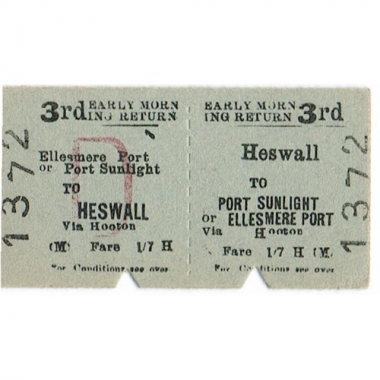 1372
3rd EARLY MORN
ING RETURN
D
Ellesmere Port
or Port Sunlight
TO
HESWALL
Via Hooton
(M) Fare 1/7 H
For Conditions see over
EARLY MORN 3rd
ING RETURN
Heswall
TO
PORT SUNLIGHT
or ELLESMERE PORT
Via Hooton
Fare 1/7 H (M.
For Conditions see over
1372